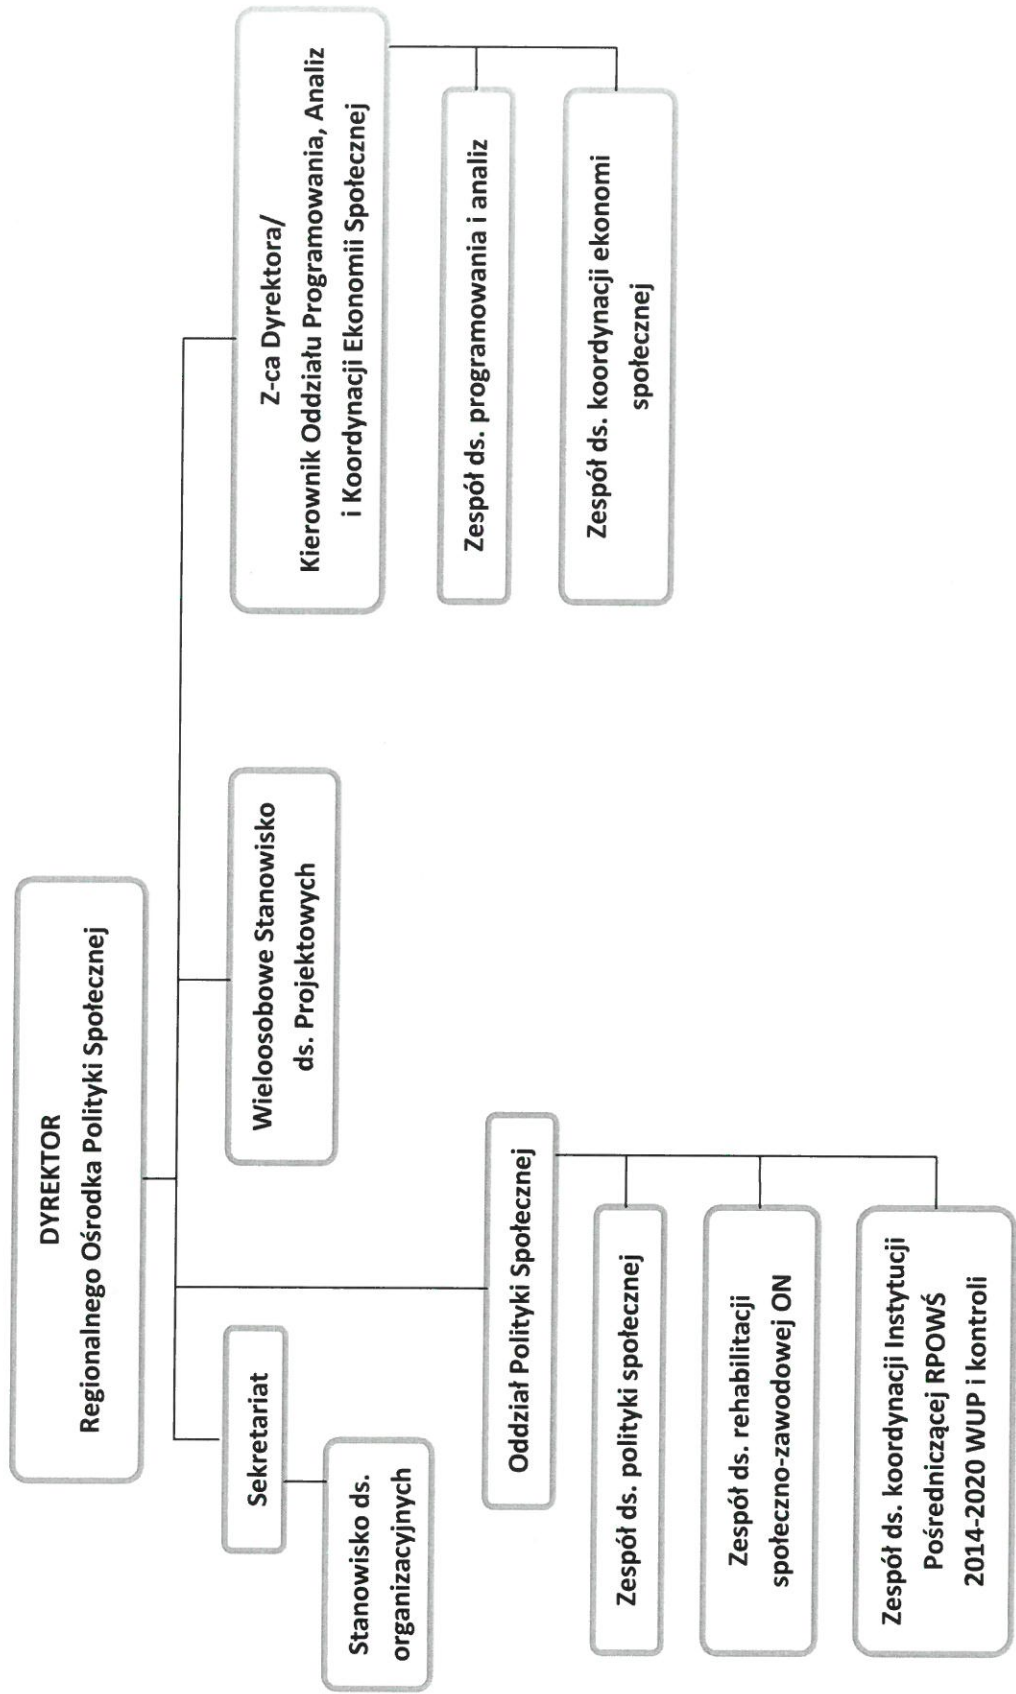 DYREKTOR
Regionalnego Ośrodka Polityki Społecznej
Sekretariat
Stanowisko ds.
organizacyjnych
Oddział Polityki Społecznej
Zespół ds. polityki społecznej
Zespół ds. rehabilitacji
społeczno-zawodowej ON
Zespół ds. koordynacji Instytucji
Pośredniczącej RPOWŚ
2014-2020 WUP i kontroli
Wieloosobowe Stanowisko
ds. Projektowych
Z-ca Dyrektora/
Kierownik Oddziału Programowania, Analiz
i Koordynacji Ekonomii Społecznej
Zespół ds. programowania i analiz
Zespół ds. koordynacji ekonomi
społecznej